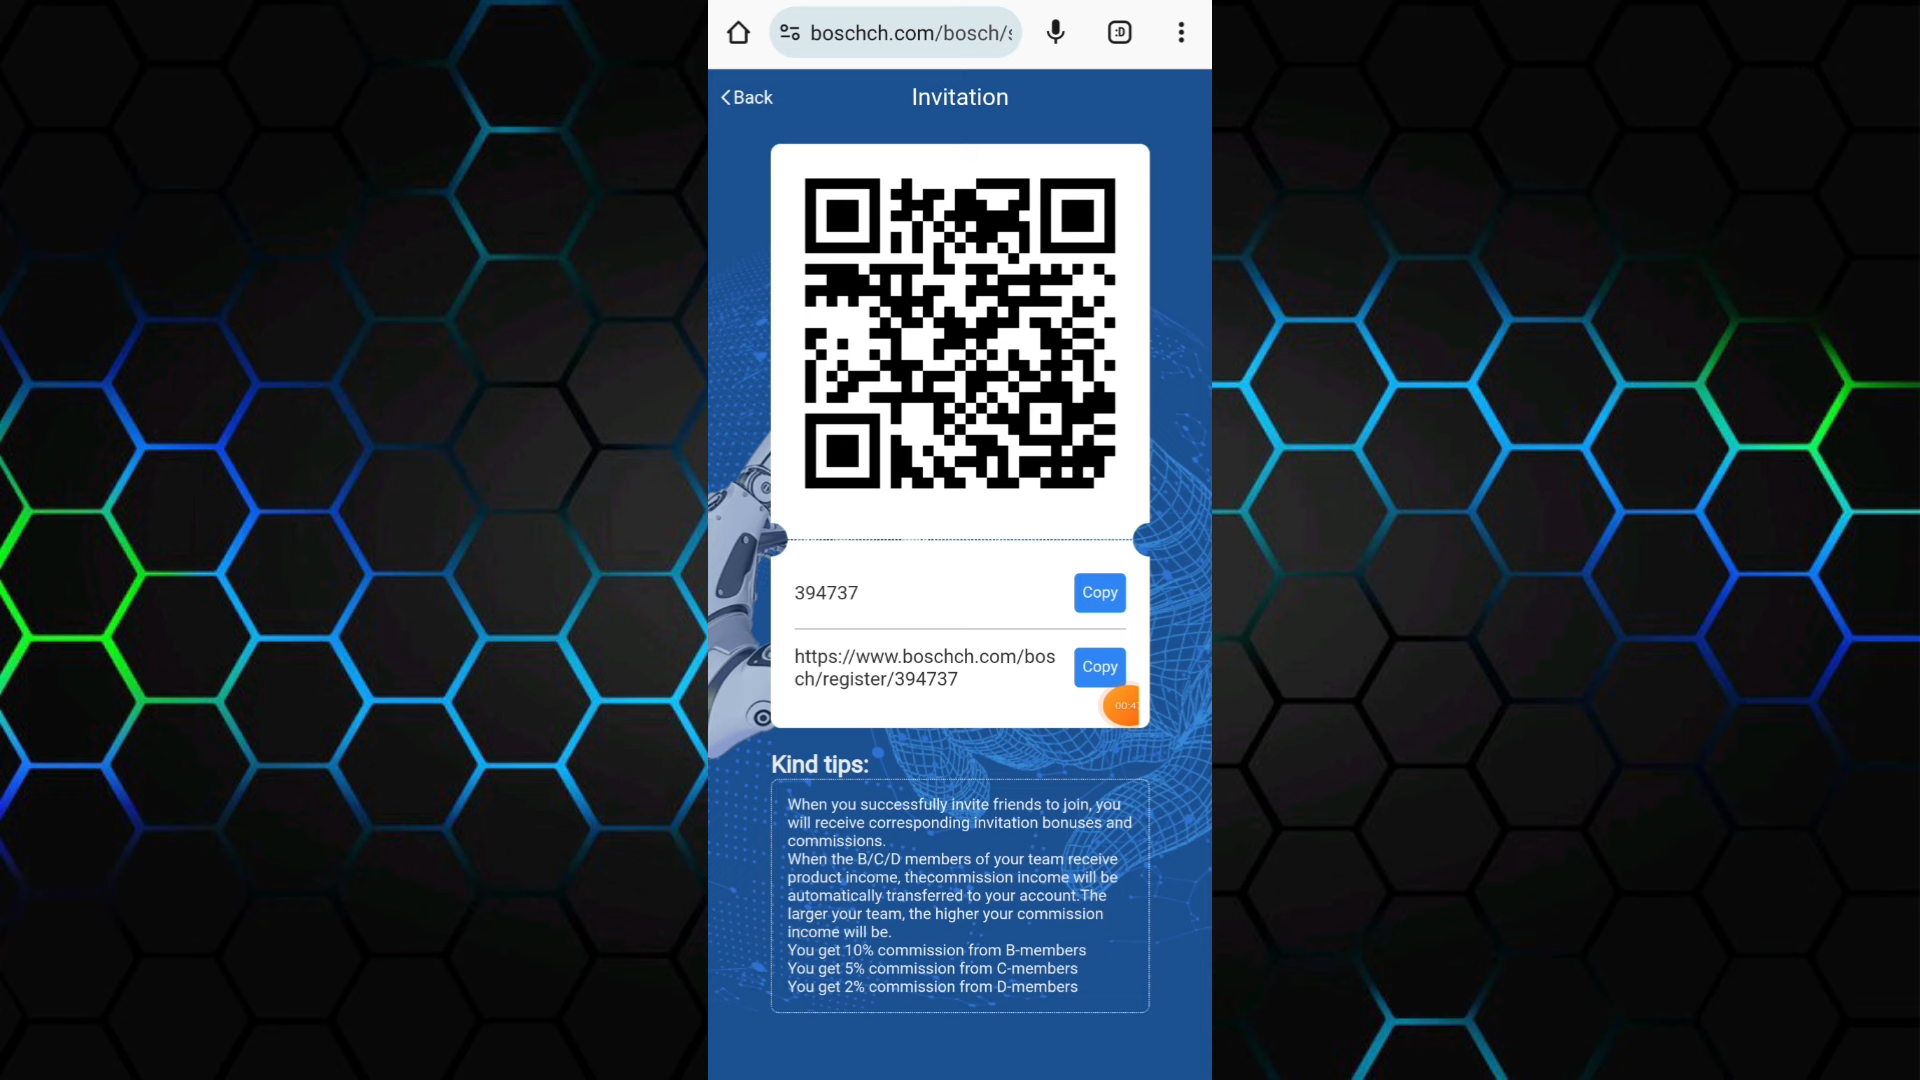 boschch.com/bosch/s
:D
Back
Invitation
394737
Copy
https://www.boschch.com/bos
ch/register/394737
Copy
00:4
Kind tips:
When you successfully invite friends to join, you
will receive corresponding invitation bonuses and
commissions.
When the B/C/D members of your team receive
product income, thecommission income will be
automatically transferred to your account.The
larger your team, the higher your commission
income will be.
You get 10% commission from B-members
You get 5% commission from C-members
You get 2% commission from D-members